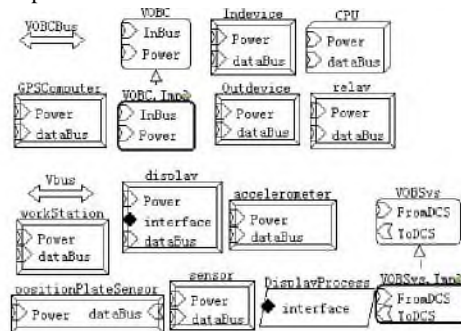 VOBCBus
VOBC
InBus
Power
Indevice
Power
dataBus
CPU
Power
dataBus
GPSComputer
Power
dataBus
VOBC.Impl
InBus
Power
Outdevice
Power
dataBus
relay
Power
dataBus
Vbus
display
Power
interface
dataBus
accelerometer
Power
dataBus
VOBSys
FromDCS
ToDCS
workStation
Power
dataBus
positionPlateSensor
Power dataBus
sensor
Power
dataBus
DisplayProcess
interface
VOBSys.Impl
FromDCS
ToDCS